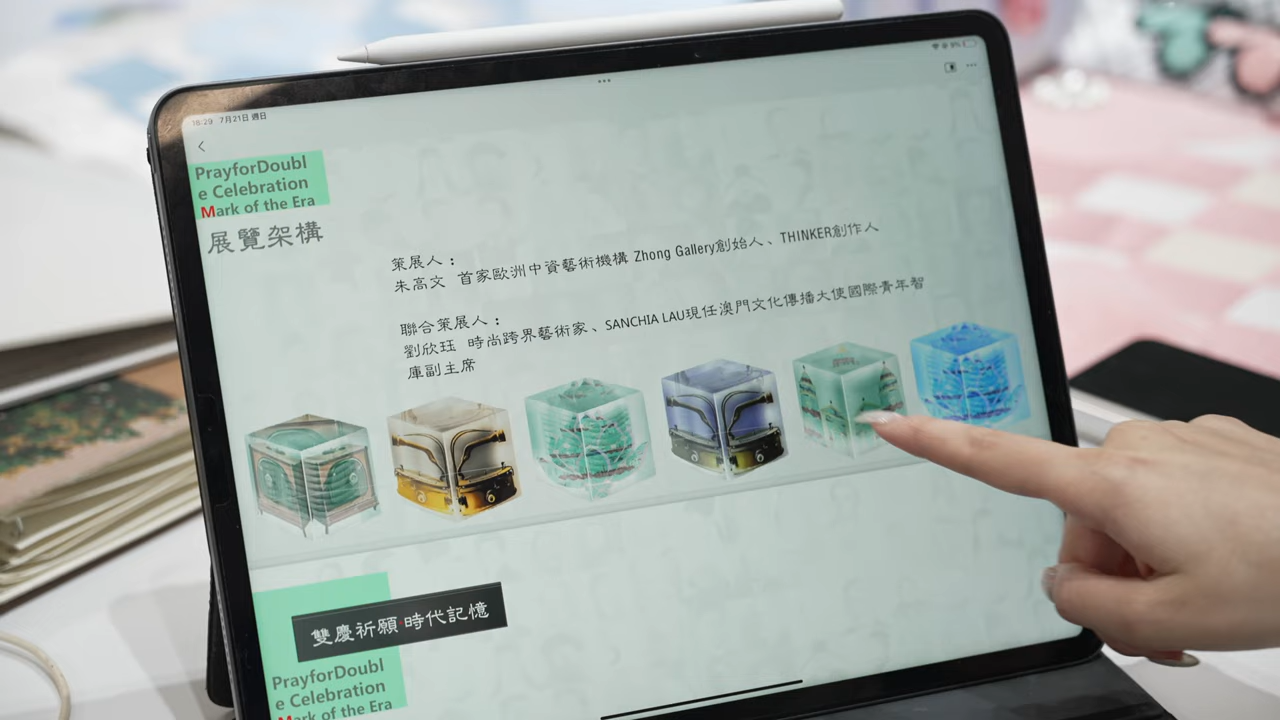 16:29 7月21日 週日
9%
PrayforDoubl
e Celebration
Mark of the Era
展覽架構
策展人：
朱高文 首家歐洲中資藝術機構 Zhong Gallery創始人、THINKER創作人
聯合策展人：
劉欣珏 時尚跨界藝術家、SANCHIA LAU現任澳門文化傳播大使國際青年智
庫副主席
雙慶祈願·時代記憶
PrayforDoubl
e Celebration
Mark of the Era